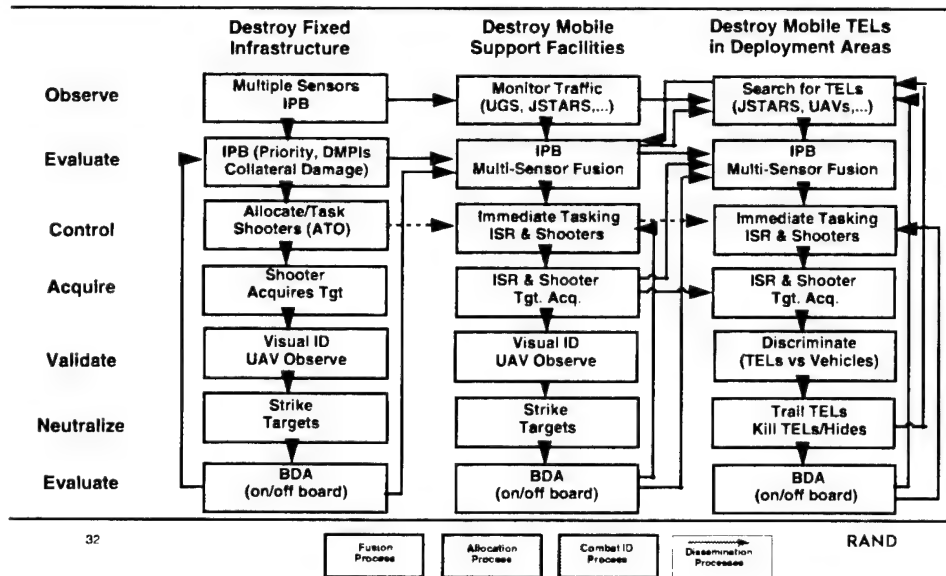 Destroy Fixed
Infrastructure
Destroy Mobile
Support Facilities
Destroy Mobile TELs
in Deployment Areas
Observe
Multiple Sensors
IPB
Monitor Traffic
(UGS, JSTARS,...)
Search for TELs
(JSTARS, UAVs,...)
Evaluate
IPB (Priority, DMPIs
Collateral Damage)
IPB
Multi-Sensor Fusion
IPB
Multi-Sensor Fusion
Control
Allocate/Task
Shooters (ATO)
Immediate Tasking
ISR & Shooters
Immediate Tasking
ISR & Shooters
Acquire
Shooter
Acquires Tgt
ISR & Shooter
Tgt. Acq.
ISR & Shooter
Tgt. Acq.
Validate
Visual ID
UAV Observe
Visual ID
UAV Observe
Discriminate
(TELs vs Vehicles)
Neutralize
Strike
Targets
Strike
Targets
Trail TELs
Kill TELs/Hides
Evaluate
BDA
(on/off board)
BDA
(on/off board)
BDA
(on/off board)
32
Fusion
Process
Allocation
Process
Combat ID
Process
Dissemination
Processes
RAND